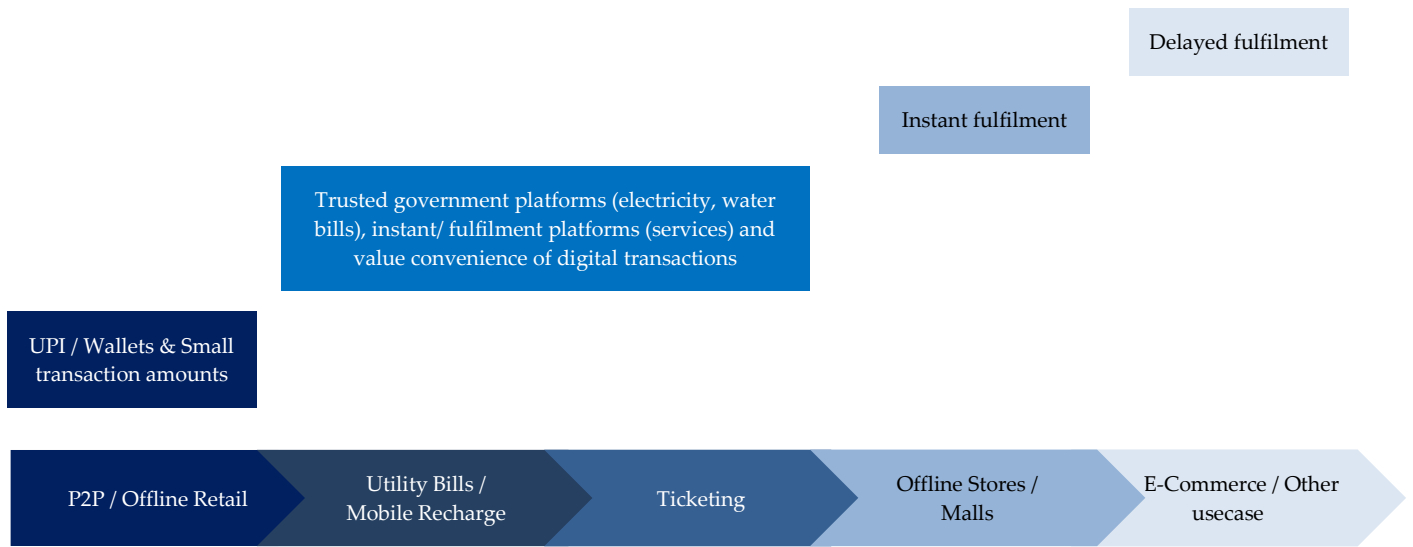 Delayed fulfilment
Instant fulfilment
Trusted government platforms (electricity, water
bills), instant/ fulfilment platforms (services) and
value convenience of digital transactions
UPI / Wallets & Small
transaction amounts
P2P / Offline Retail
Utility Bills /
Mobile Recharge
Ticketing
Offline Stores /
Malls
E-Commerce / Other
usecase